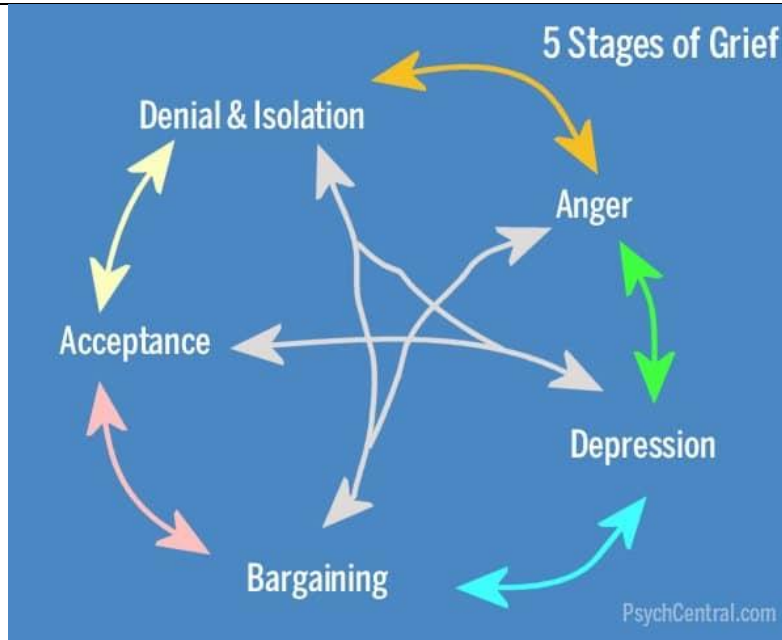 5 Stages of Grief
Denial & Isolation
Anger
Acceptance
Depression
Bargaining
PsychCentral.com